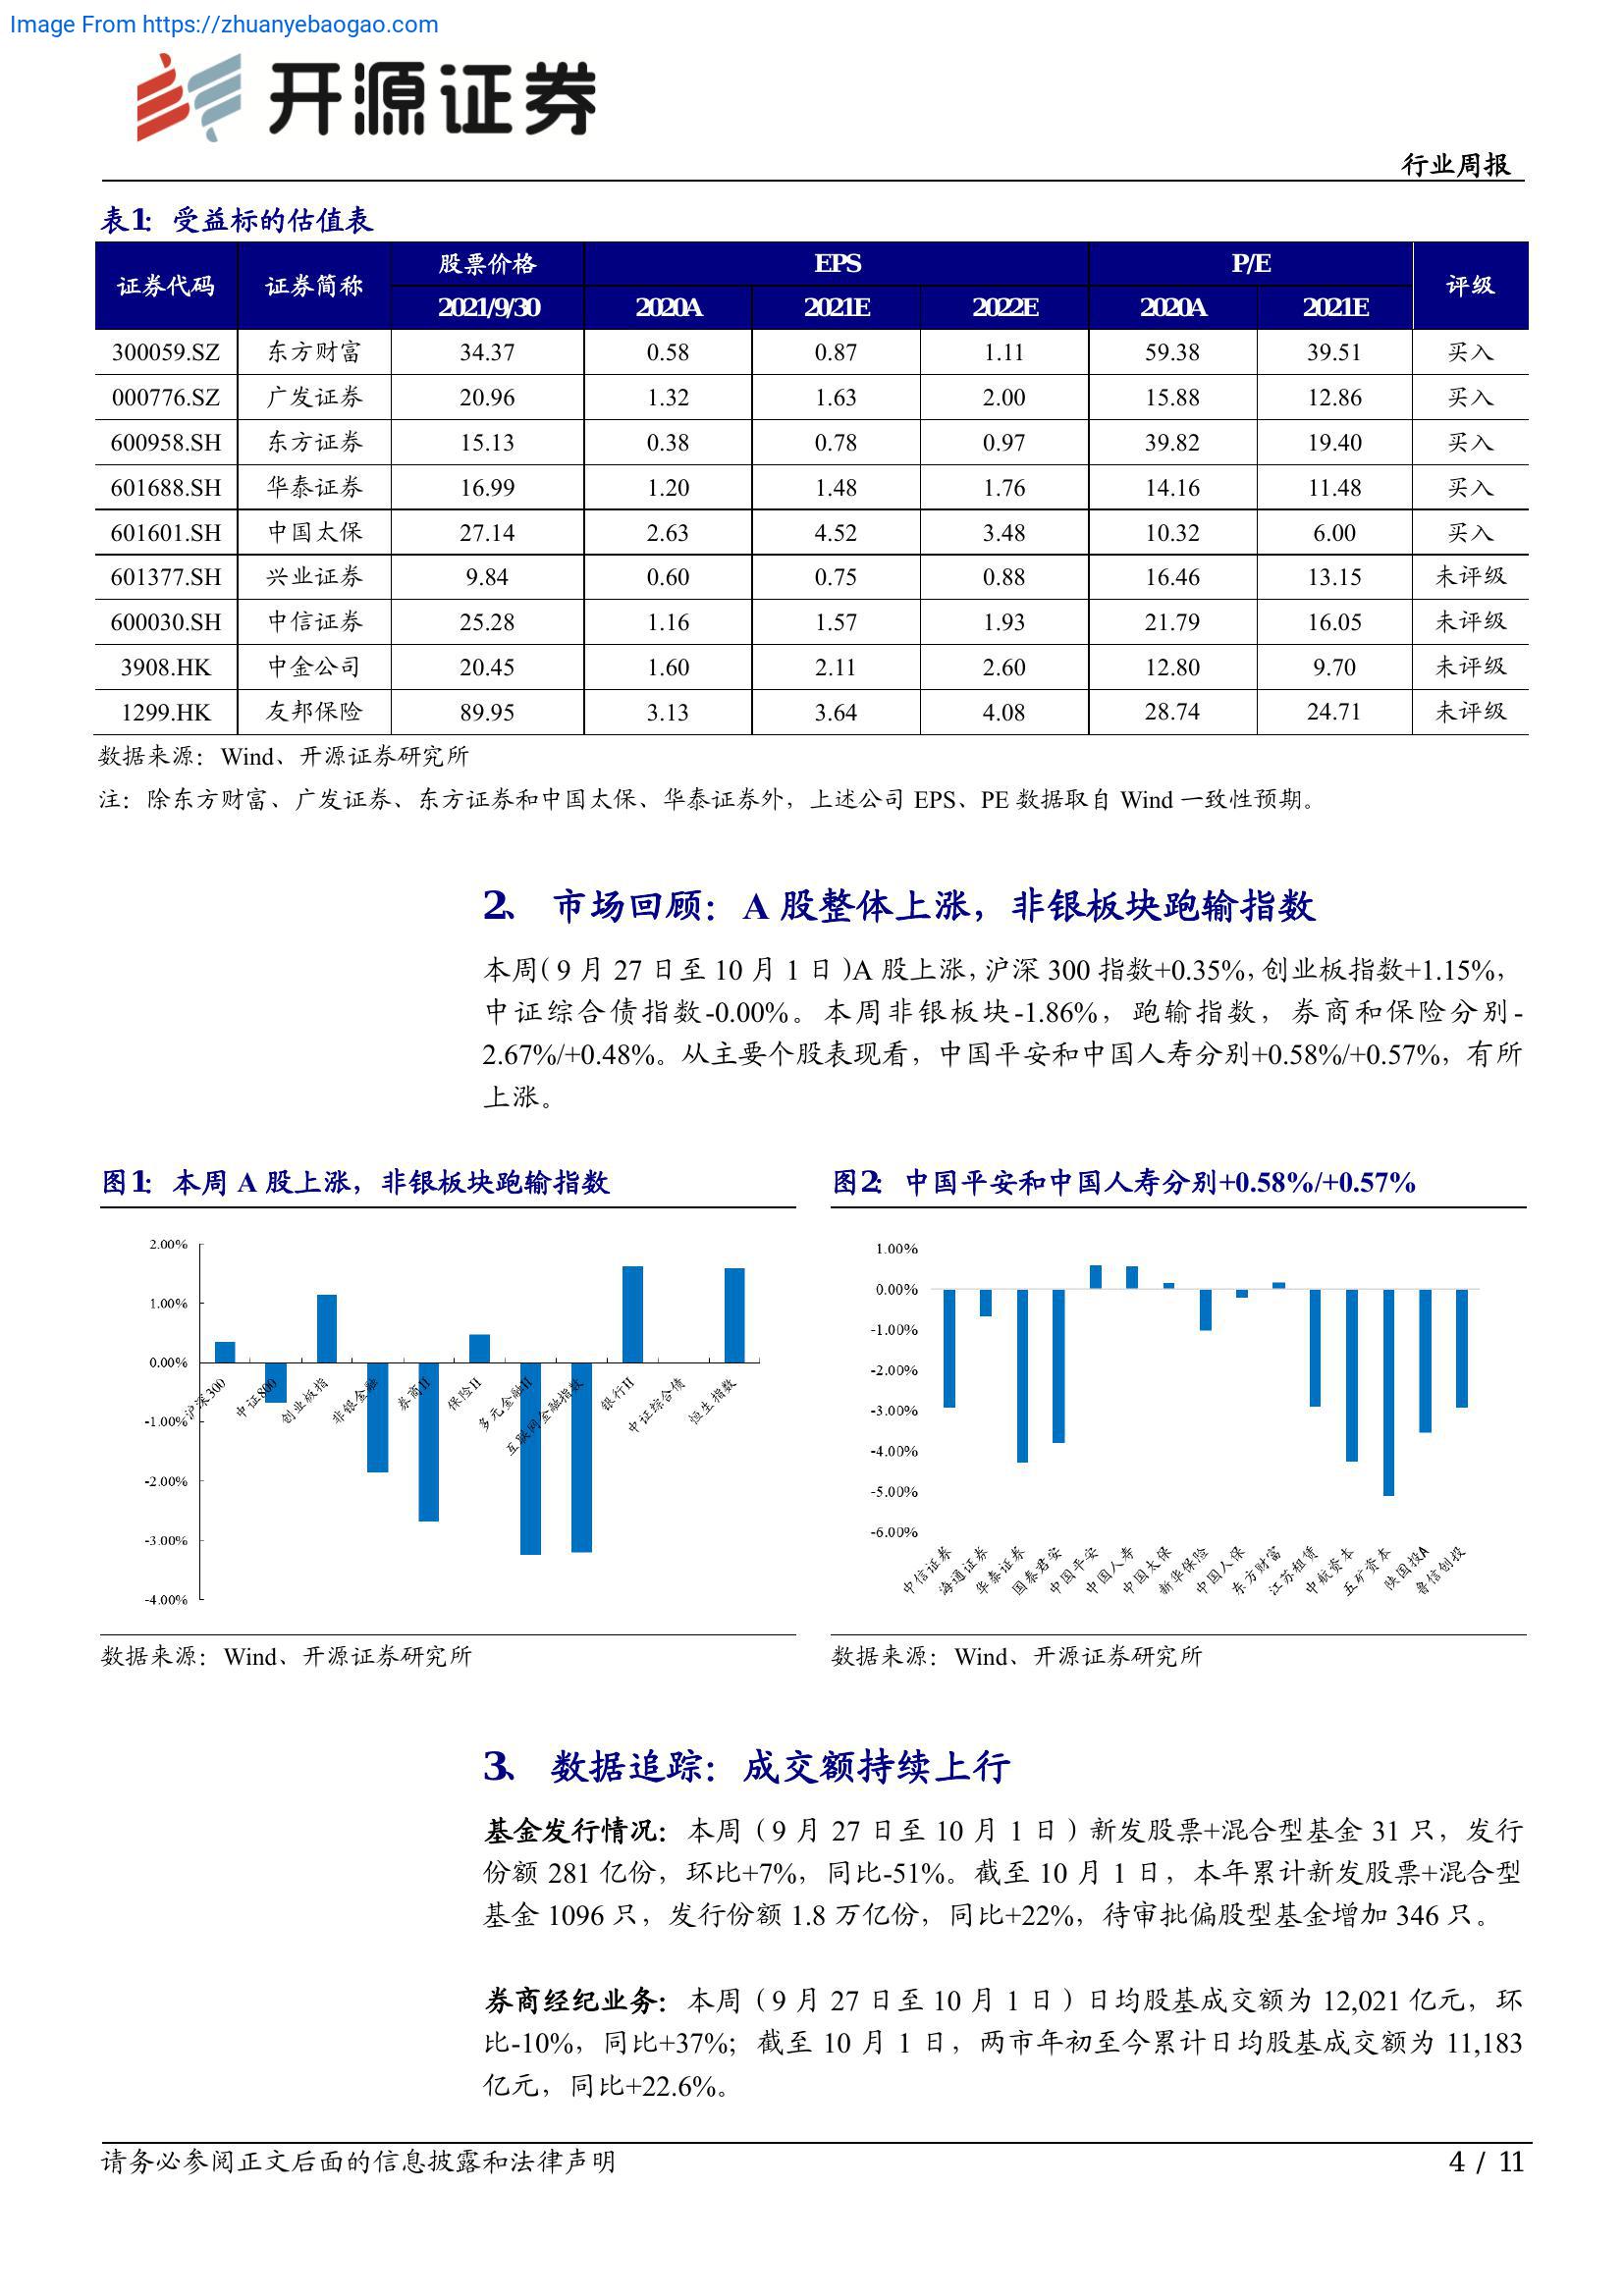 Image From https://zhuanyebaogao.com
开源证券
行业周报
表1：受益标的估值表
证券代码 证券简称 股票价格 EPS P/E 评级
2021/9/30 2020A 2021E 2022E 2020A 2021E
300059.SZ 东方财富 34.37 0.58 0.87 1.11 59.38 39.51 买入
000776.SZ 广发证券 20.96 1.32 1.63 2.00 15.88 12.86 买入
600958.SH 东方证券 15.13 0.38 0.78 0.97 39.82 19.40 买入
601688.SH 华泰证券 16.99 1.20 1.48 1.76 14.16 11.48 买入
601601.SH 中国太保 27.14 2.63 4.52 3.48 10.32 6.00 买入
601377.SH 兴业证券 9.84 0.60 0.75 0.88 16.46 13.15 未评级
600030.SH 中信证券 25.28 1.16 1.57 1.93 21.79 16.05 未评级
3908.HK 中金公司 20.45 1.60 2.11 2.60 12.80 9.70 未评级
1299.HK 友邦保险 89.95 3.13 3.64 4.08 28.74 24.71 未评级
数据来源：Wind、开源证券研究所
注：除东方财富、广发证券、东方证券和中国太保、华泰证券外，上述公司 EPS、PE 数据取自 Wind 一致性预期。
2、 市场回顾：A 股整体上涨，非银板块跑输指数
本周（9 月 27 日至 10 月 1 日）A 股上涨，沪深 300 指数+0.35%，创业板指数+1.15%，
中证综合债指数-0.00%。本周非银板块-1.86%，跑输指数，券商和保险分别-
2.67%/+0.48%。从主要个股表现看，中国平安和中国人寿分别+0.58%/+0.57%，有所
上涨。
图1：本周 A 股上涨，非银板块跑输指数
2.00%
1.00%
0.00%
-1.00%
-2.00%
-3.00%
-4.00%
沪深300 中证800 创业板指 非银金融 券商II 保险II 多元金融II 互联网金融指数 银行II 中证综合债 恒生指数
数据来源：Wind、开源证券研究所
图2：中国平安和中国人寿分别+0.58%/+0.57%
1.00%
0.00%
-1.00%
-2.00%
-3.00%
-4.00%
-5.00%
-6.00%
中信证券 海通证券 华泰证券 国泰君安 中国平安 中国人寿 中国太保 新华保险 中国人保 东方财富 江苏租赁 中航资本 五矿资本 陕国投A 鲁信创投
数据来源：Wind、开源证券研究所
3、 数据追踪：成交额持续上行
基金发行情况：本周（9 月 27 日至 10 月 1 日）新发股票+混合型基金 31 只，发行
份额 281 亿份，环比+7%，同比-51%。截至 10 月 1 日，本年累计新发股票+混合型
基金 1096 只，发行份额 1.8 万亿份，同比+22%，待审批偏股型基金增加 346 只。
券商经纪业务：本周（9 月 27 日至 10 月 1 日）日均股基成交额为 12,021 亿元，环
比-10%，同比+37%；截至 10 月 1 日，两市年初至今累计日均股基成交额为 11,183
亿元，同比+22.6%。
请务必参阅正文后面的信息披露和法律声明
4 / 11